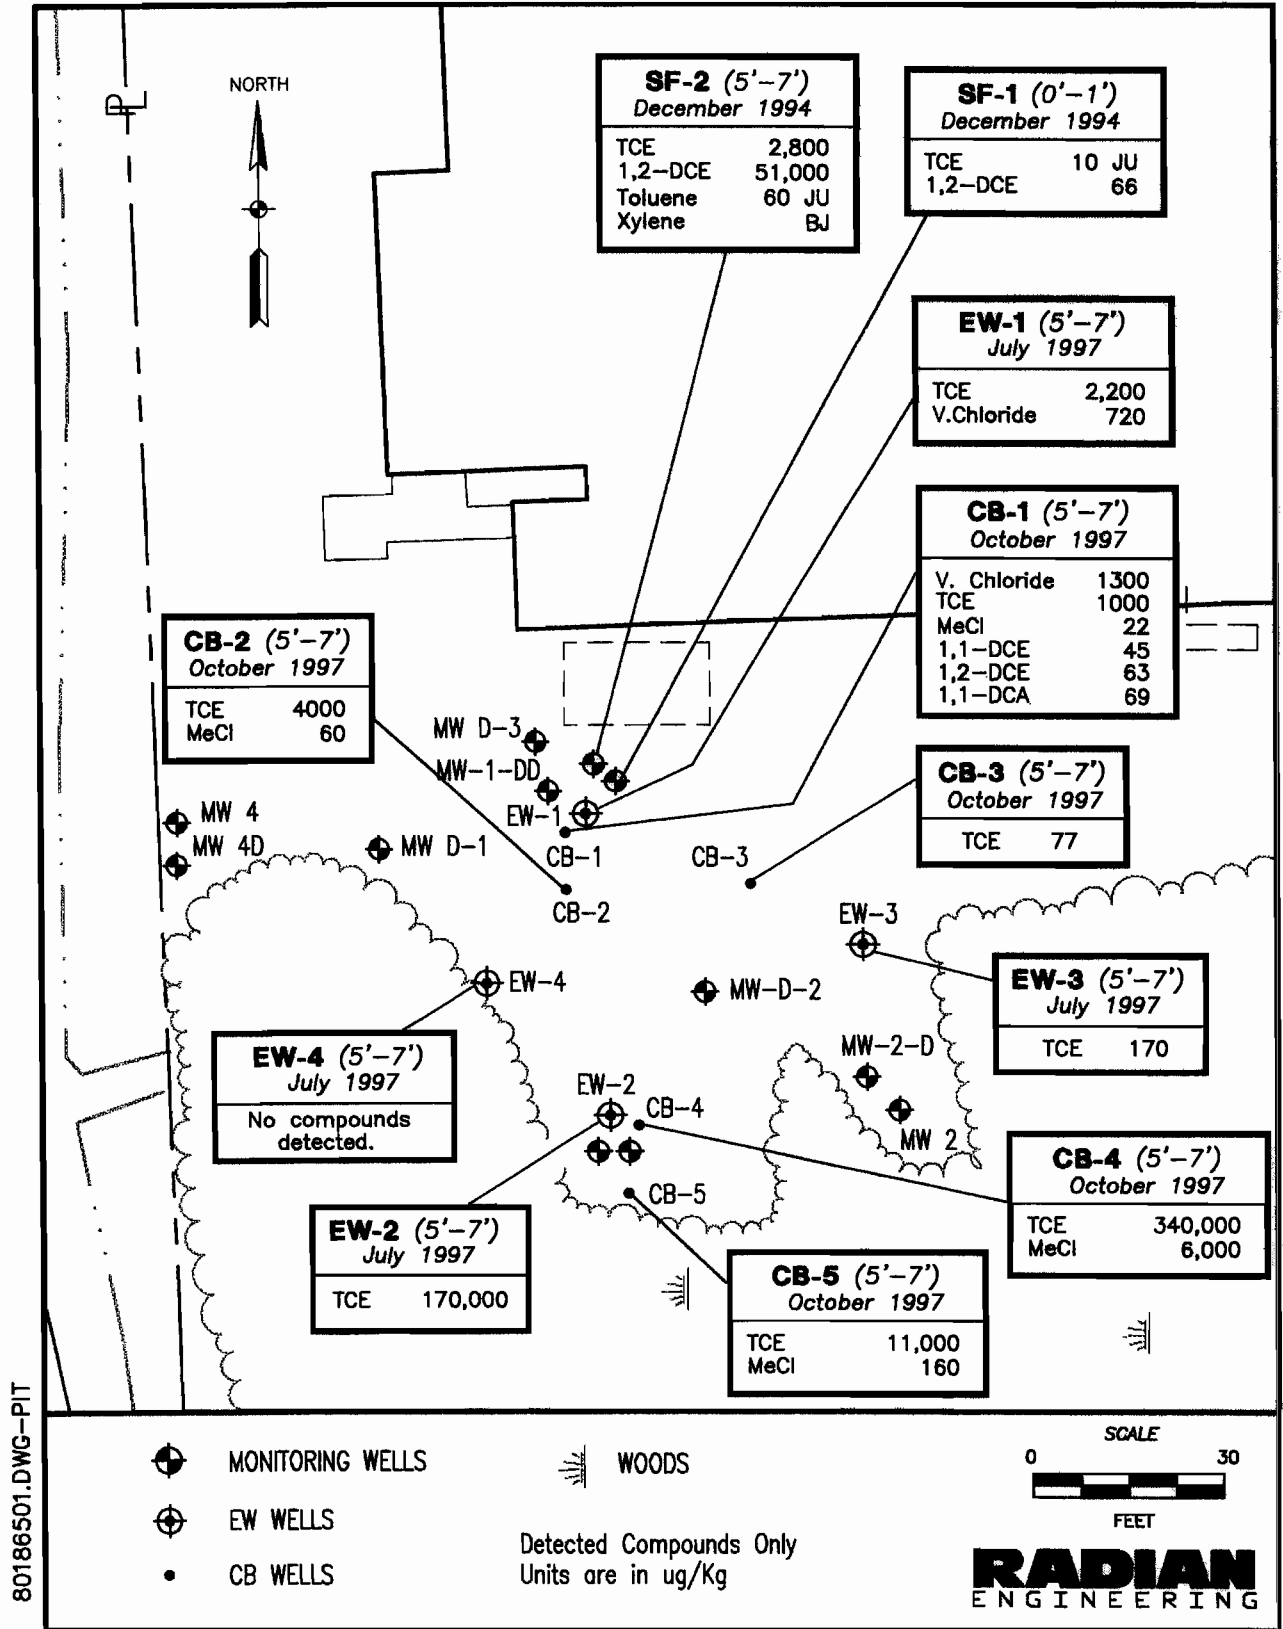 NORTH
PL
SF-2 (5'-7')
December 1994
TCE 2,800
1,2-DCE 51,000
Toluene 60 JU
Xylene BJ
SF-1 (0'-1')
December 1994
TCE 10 JU
1,2-DCE 66
EW-1 (5'-7')
July 1997
TCE 2,200
V.Chloride 720
CB-1 (5'-7')
October 1997
V. Chloride 1300
TCE 1000
MeCl 22
1,1-DCE 45
1,2-DCE 63
1,1-DCA 69
CB-2 (5'-7')
October 1997
TCE 4000
MeCl 60
MW D-3
MW-1-DD
EW-1
CB-1
CB-2
CB-3
MW 4
MW 4D
MW D-1
CB-3 (5'-7')
October 1997
TCE 77
EW-3
EW-4
MW-D-2
EW-3 (5'-7')
July 1997
TCE 170
EW-4 (5'-7')
July 1997
No compounds
detected.
MW-2-D
MW 2
EW-2
CB-4
CB-5
CB-4 (5'-7')
October 1997
TCE 340,000
MeCl 6,000
EW-2 (5'-7')
July 1997
TCE 170,000
CB-5 (5'-7')
October 1997
TCE 11,000
MeCl 160
80186501.DWG-PIT
MONITORING WELLS
EW WELLS
CB WELLS
WOODS
Detected Compounds Only
Units are in ug/Kg
SCALE
0 30
FEET
RADIAN
ENGINEERING